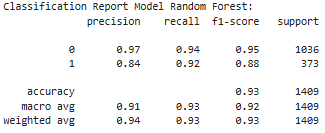 Classification Report Model Random Forest:
precision recall f1-score support
0 0.97 0.94 0.95 1036
1 0.84 0.92 0.88 373
accuracy 0.93 1409
macro avg 0.91 0.93 0.92 1409
weighted avg 0.94 0.93 0.93 1409